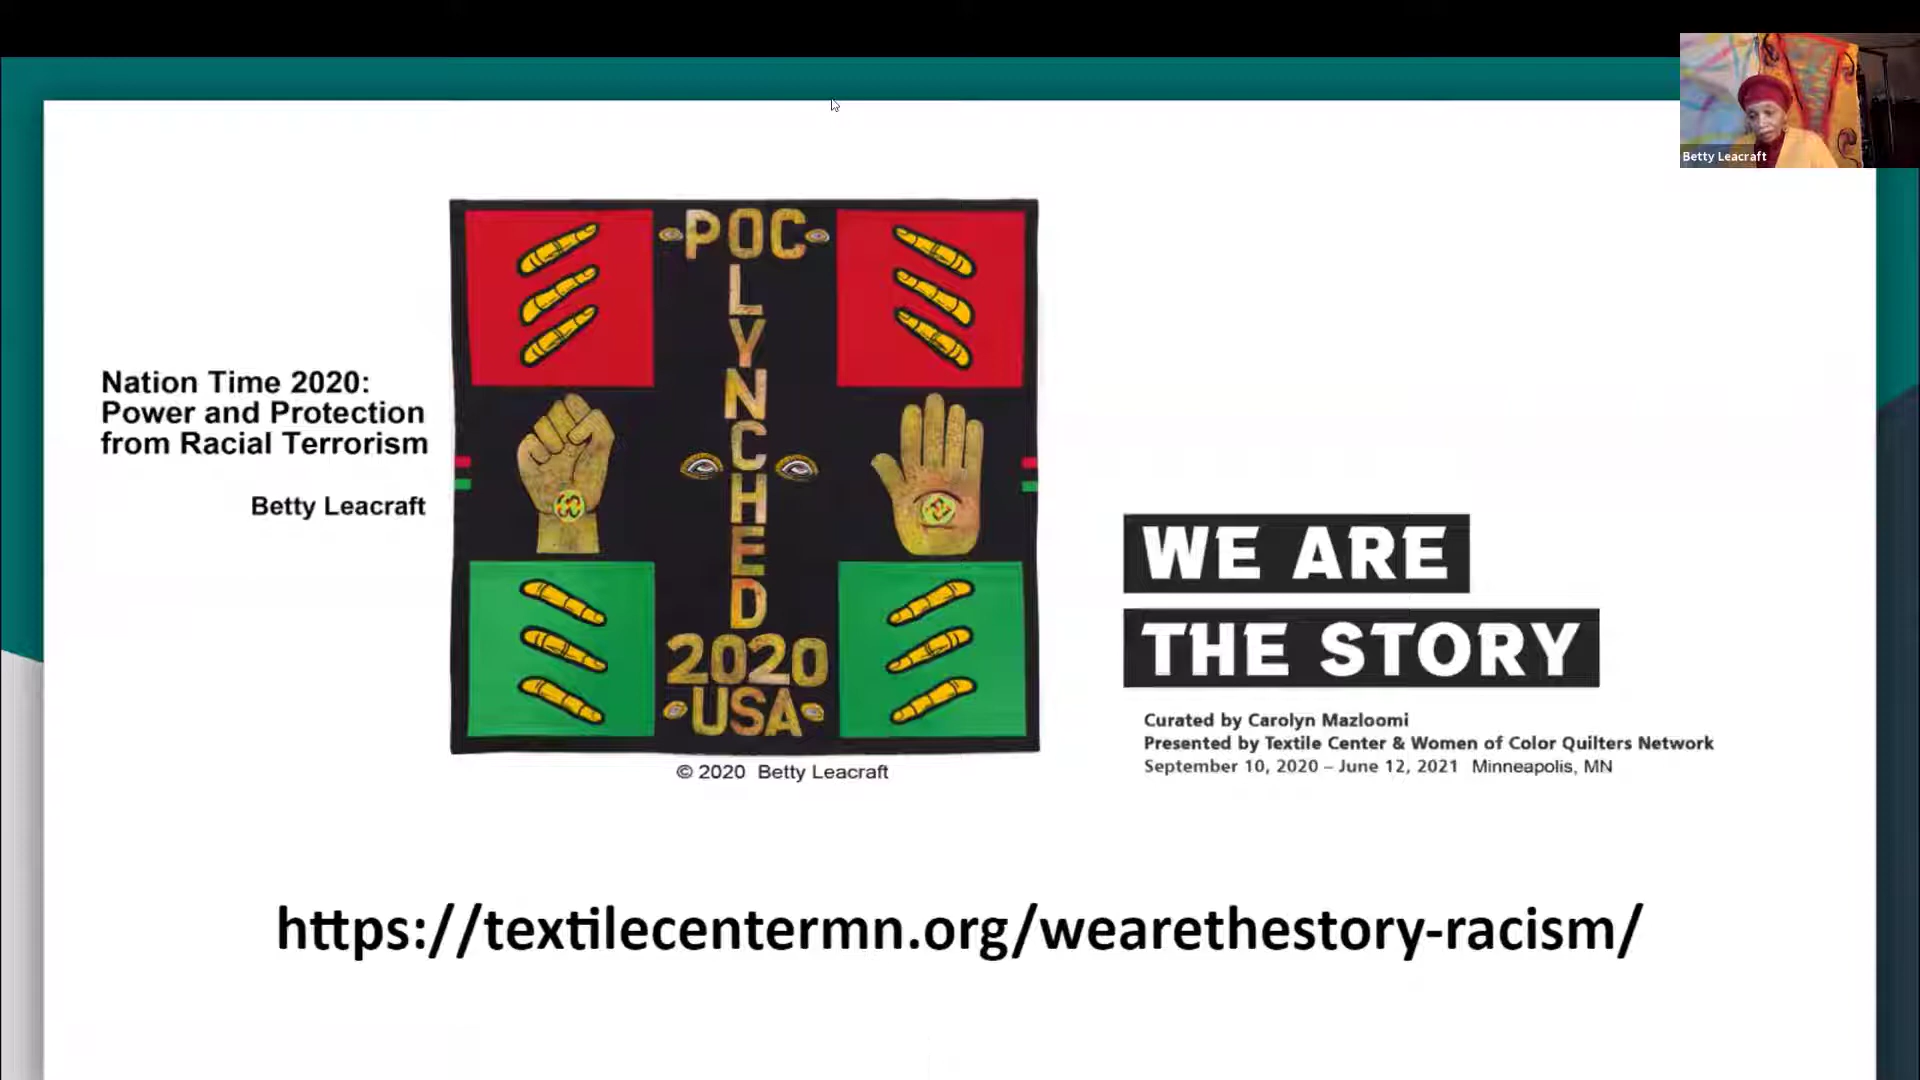 Betty Leacraft
Nation Time 2020:
Power and Protection
from Racial Terrorism
Betty Leacraft
POC
LYNCHED
2020
USA
© 2020 Betty Leacraft
WE ARE
THE STORY
Curated by Carolyn Mazloomi
Presented by Textile Center & Women of Color Quilters Network
September 10, 2020 – June 12, 2021 Minneapolis, MN
https://textilecentermn.org/wearethestory-racism/